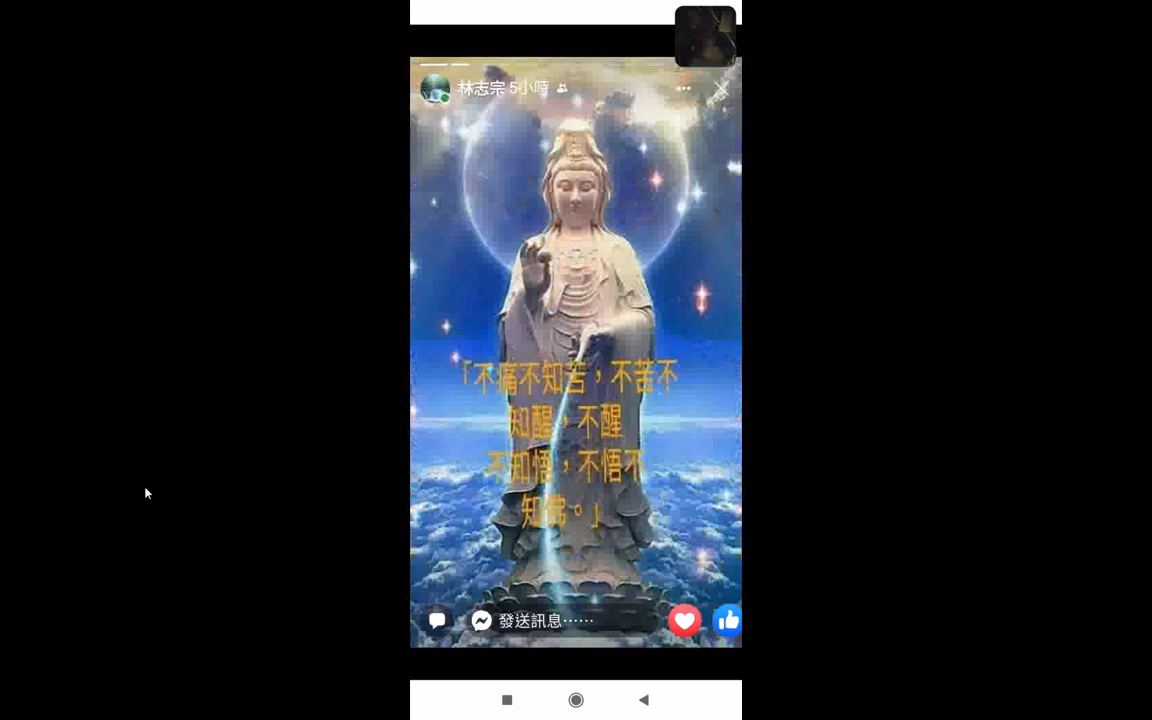 林志宗 5小時
「不痛不知苦，不苦不
知醒，不醒
不知悟，不悟不
知佛。」
發送訊息……